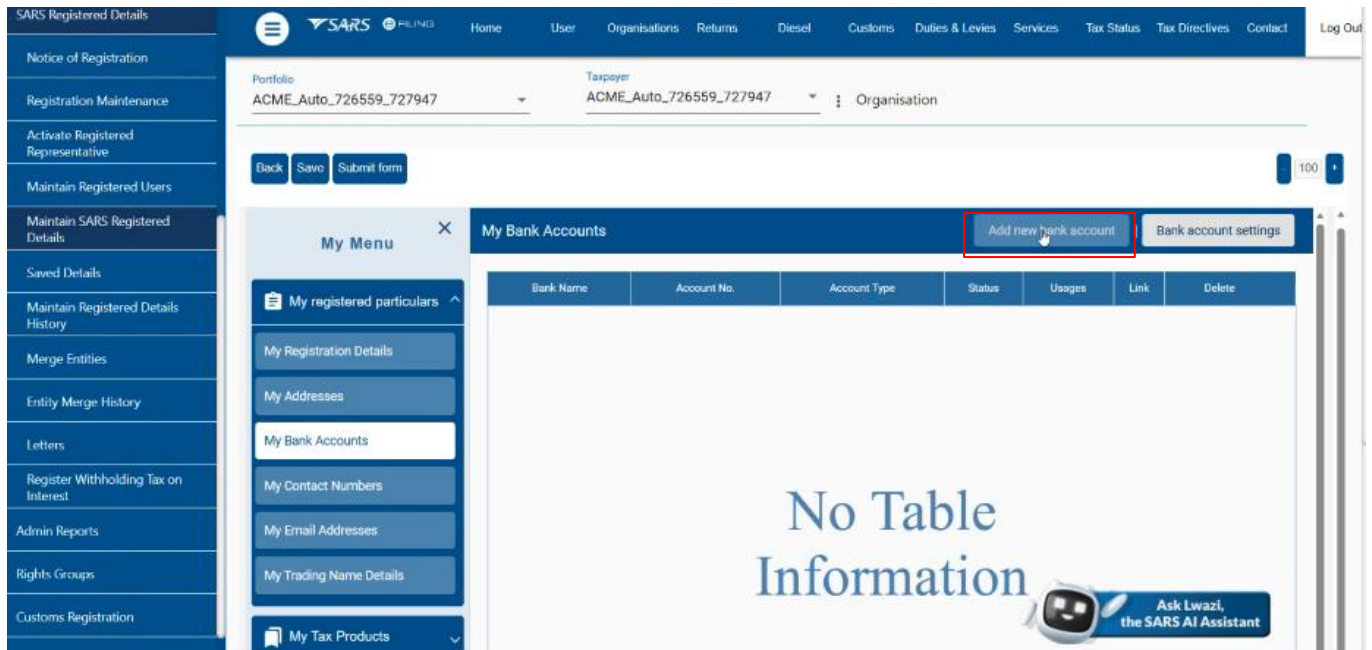 SARS Registered Details
Notice of Registration
Registration Maintenance
Activate Registered
Representative
Maintain Registered Users
Maintain SARS Registered
Details
Saved Details
Maintain Registered Details
History
Merge Entities
Entity Merge History
Letters
Register Withholding Tax on
Interest
Admin Reports
Rights Groups
Customs Registration
SARS eFILING
Home User Organisations Returns Diesel Customs Duties & Levies Services Tax Status Tax Directives Contact Log Out
Portfolio
ACME_Auto_726559_727947
Taxpayer
ACME_Auto_726559_727947
Organisation
Back Save Submit form
- 100 +
My Menu
My registered particulars
My Registration Details
My Addresses
My Bank Accounts
My Contact Numbers
My Email Addresses
My Trading Name Details
My Tax Products
My Bank Accounts
Add new bank account | Bank account settings
Bank Name Account No. Account Type Status Usages Link Delete
No Table
Information
Ask Lwazi,
the SARS AI Assistant